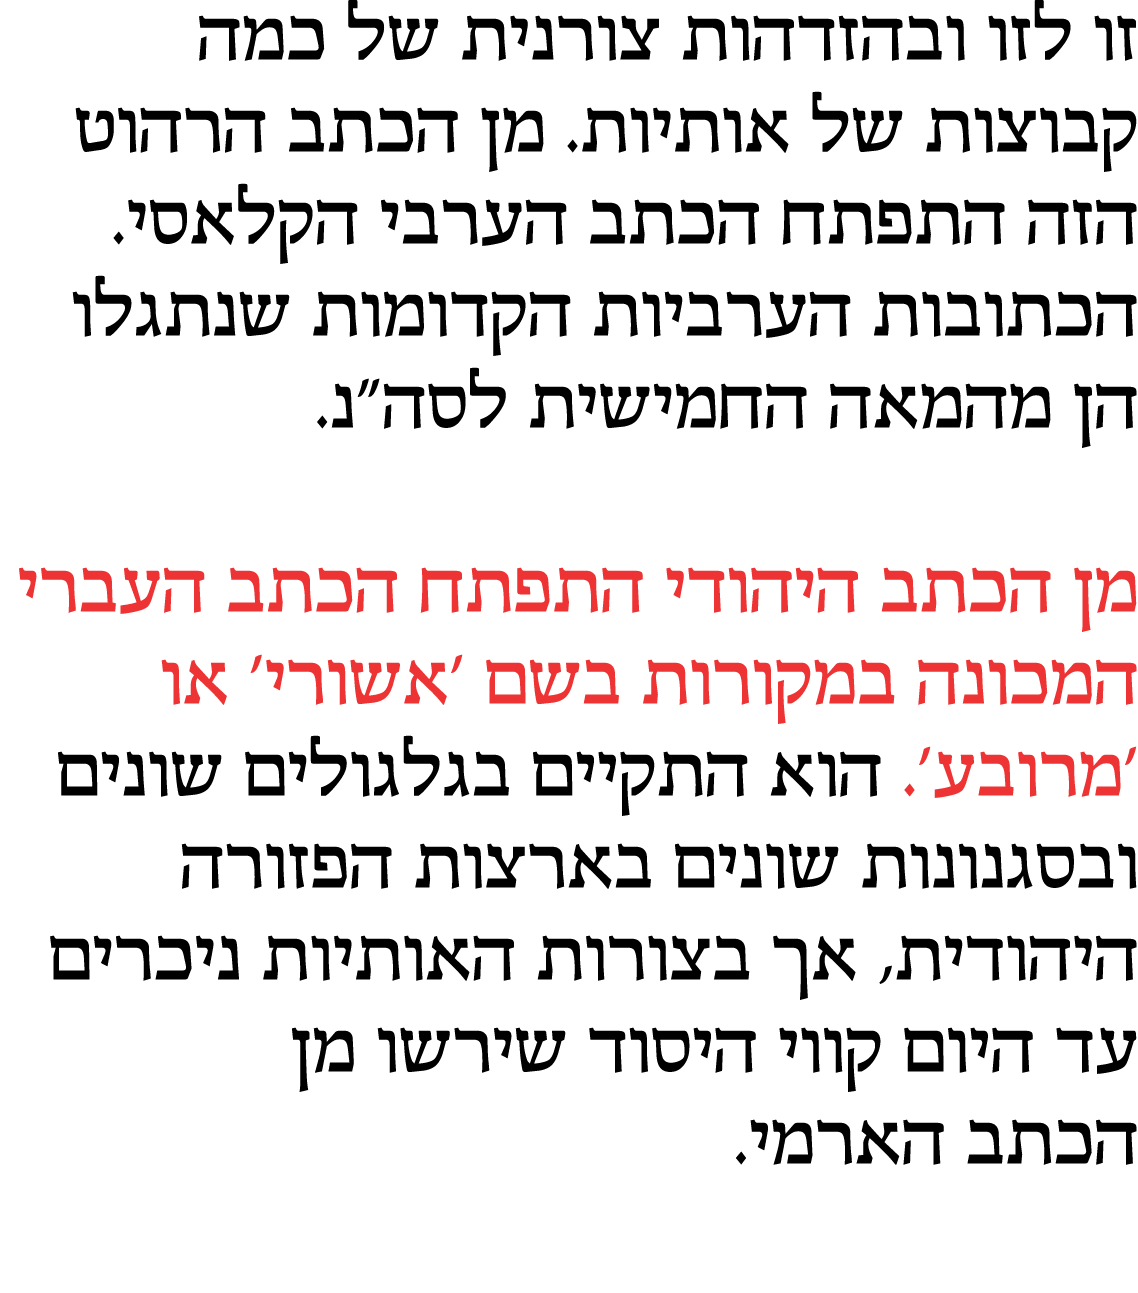 זו לזו ובהזדהות צורנית של כמה
קבוצות של אותיות. מן הכתב הרהוט
הזה התפתח הכתב הערבי הקלאסי.
הכתובות הערביות הקדומות שנתגלו
הן מהמאה החמישית לסה״נ.
מן הכתב היהודי התפתח הכתב העברי
המכונה במקורות בשם ׳אשורי׳ או
׳מרובע׳. הוא התקיים בגלגולים שונים
ובסגנונות שונים בארצות הפזורה
היהודית, אך בצורות האותיות ניכרים
עד היום קווי היסוד שירשו מן
הכתב הארמי.